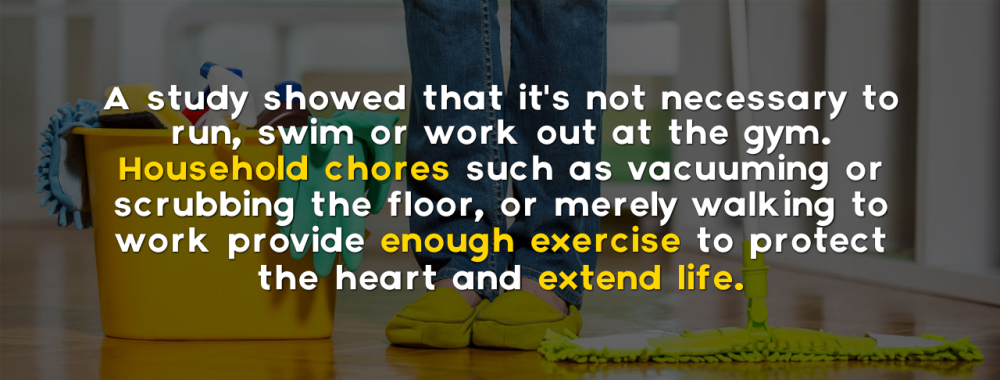 A study showed that it's not necessary to
run, swim or work out at the gym.
Household chores such as vacuuming or
scrubbing the floor, or merely walking to
work provide enough exercise to protect
the heart and extend life.